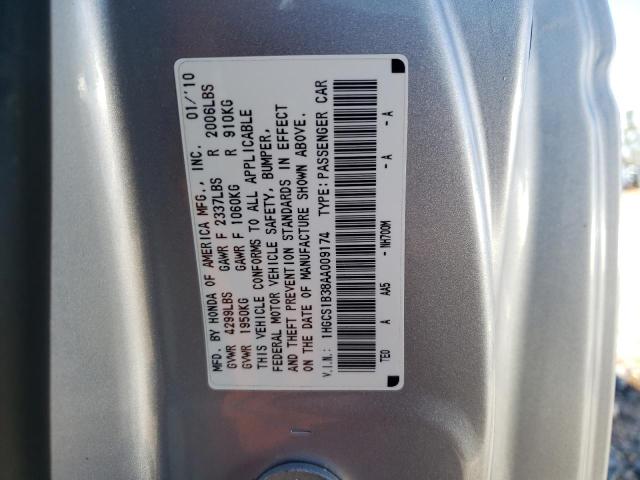 MFD. BY HONDA OF AMERICA MFG., INC. 01/'10
GVWR 4299LBS GAWR F 2337LBS R 2006LBS
GVWR 1950KG GAWR F 1060KG R 910KG
THIS VEHICLE CONFORMS TO ALL APPLICABLE
FEDERAL MOTOR VEHICLE SAFETY, BUMPER,
AND THEFT PREVENTION STANDARDS IN EFFECT
ON THE DATE OF MANUFACTURE SHOWN ABOVE.
V.I.N.: 1HGCS1B38AA009174 TYPE:PASSENGER CAR
TE0 A AA5 - NH700M - A - A